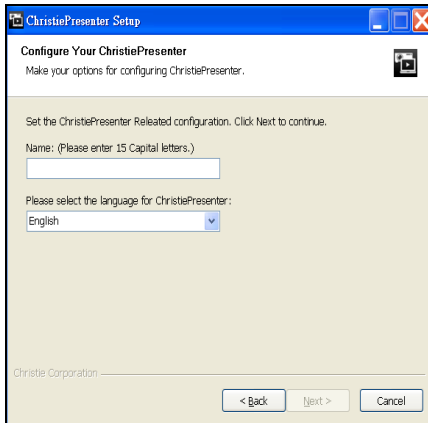 ChristiePresenter Setup
Configure Your ChristiePresenter
Make your options for configuring ChristiePresenter.
Set the ChristiePresenter Releated configuration. Click Next to continue.
Name: (Please enter 15 Capital letters.)
Please select the language for ChristiePresenter:
English
Christie Corporation
< Back Next > Cancel